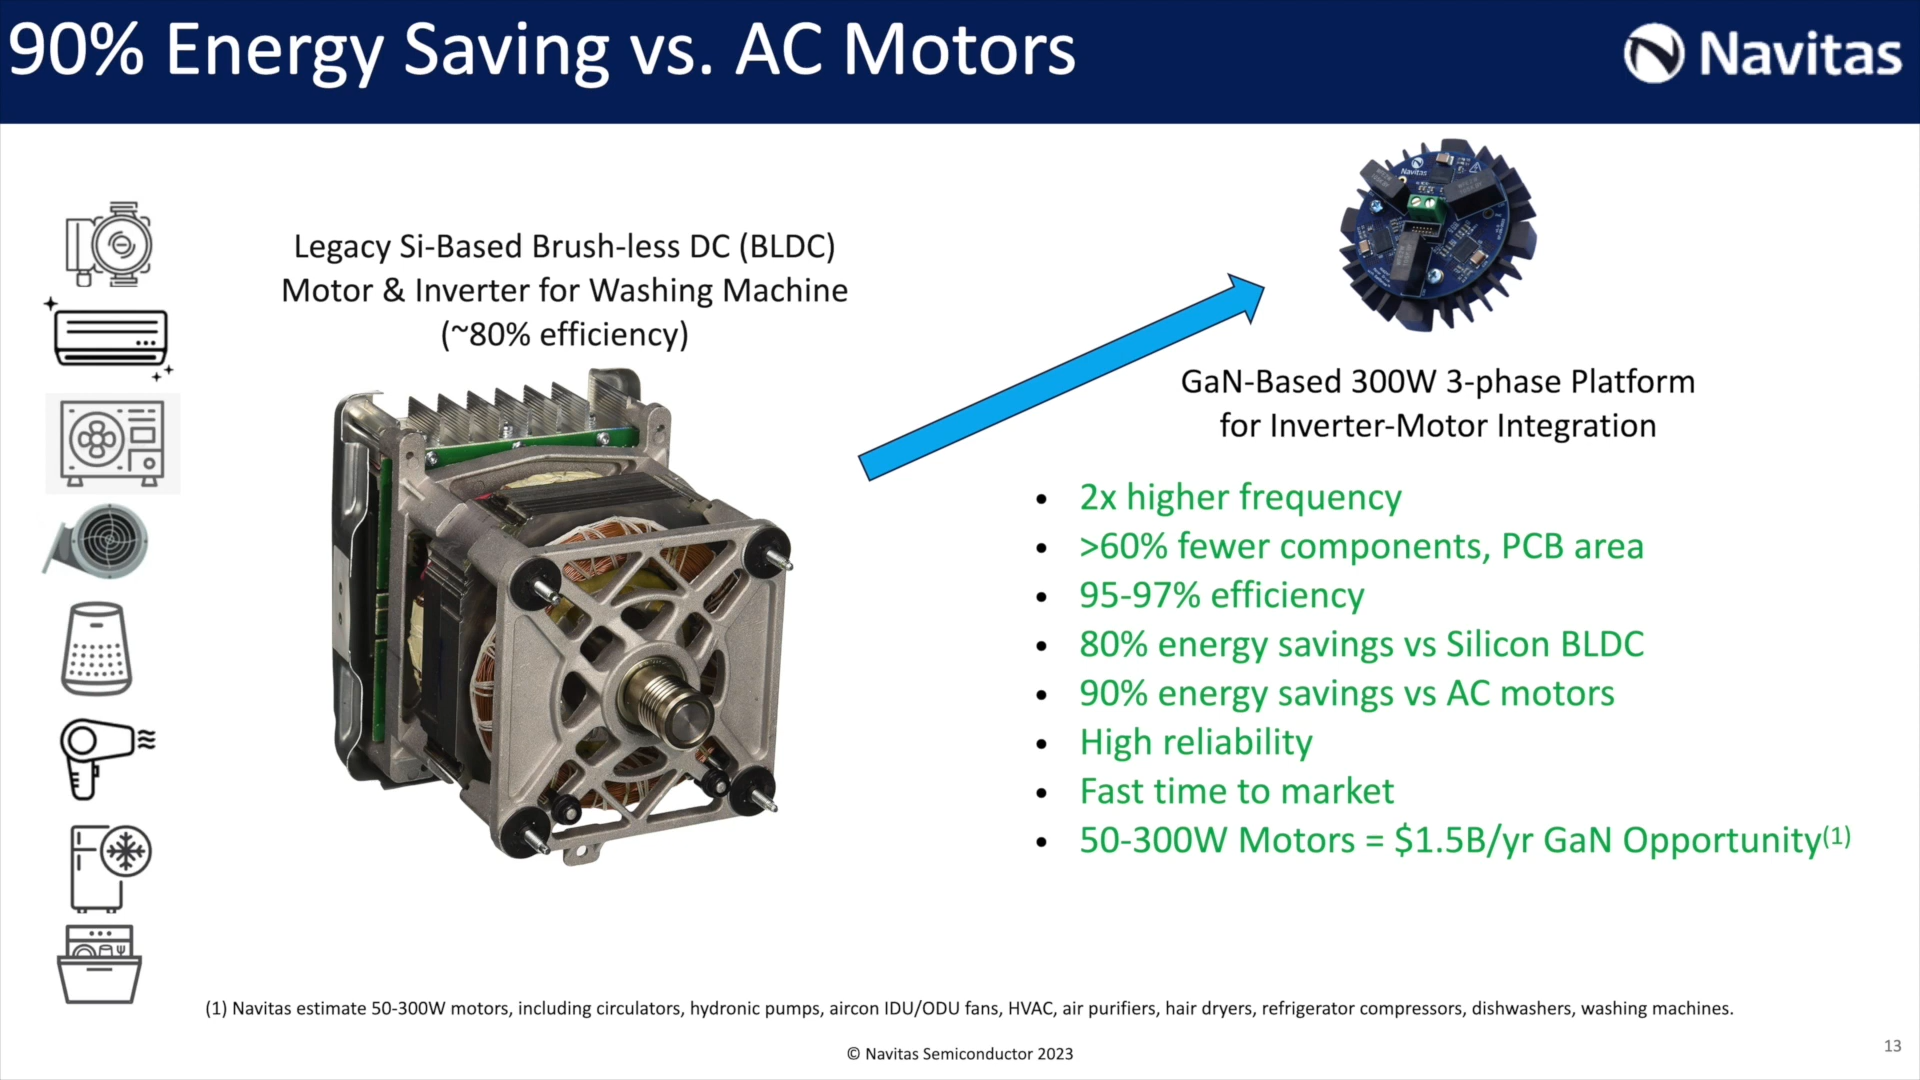 90% Energy Saving vs. AC Motors
Navitas
Legacy Si-Based Brush-less DC (BLDC)
Motor & Inverter for Washing Machine
(~80% efficiency)
Navitas
GaN-Based 300W 3-phase Platform
for Inverter-Motor Integration
• 2x higher frequency
• >60% fewer components, PCB area
• 95-97% efficiency
• 80% energy savings vs Silicon BLDC
• 90% energy savings vs AC motors
• High reliability
• Fast time to market
• 50-300W Motors = $1.5B/yr GaN Opportunity(1)
(1) Navitas estimate 50-300W motors, including circulators, hydronic pumps, aircon IDU/ODU fans, HVAC, air purifiers, hair dryers, refrigerator compressors, dishwashers, washing machines.
© Navitas Semiconductor 2023
13